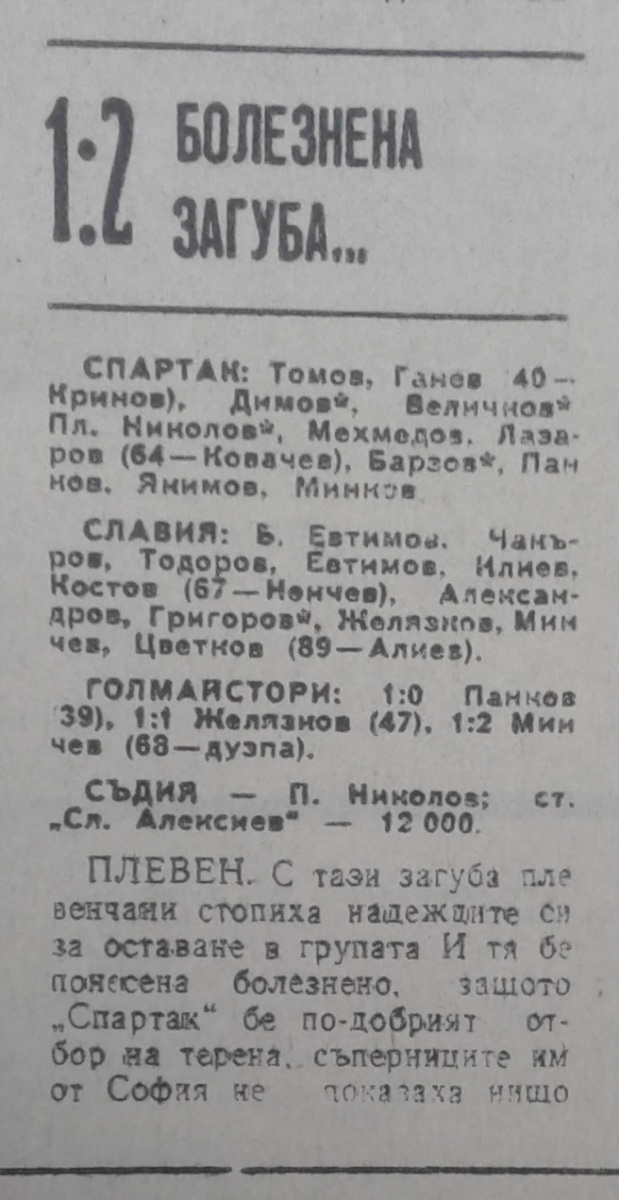 1:2 БОЛЕЗНЕНА
ЗАГУБА...
СПАРТАК: Томов, Ганев 40—
Кринов), Димов*, Величков*
Пл. Николов*, Мехмедов, Лаза-
ров (64—Ковачев), Барзов*, Пан
ков, Якимов, Минков
СЛАВИЯ: Б. Евтимов, Чакъ-
ров, Тодоров, Евтимов, Илиев,
Костов (67—Ненчев), Алексан-
дров, Григоров*, Желязков, Мин
чев, Цветков (89—Алиев).
ГОЛМАЙСТОРИ: 1:0 Панков
39), 1:1 Желязков (47), 1:2 Мин
чев (68—дузпа).
СЪДИЯ — П. Николов; ст.
„Сл. Алексиев“ — 12 000.
ПЛЕВЕН. С тази загуба пле
венчани стопиха надеждите си
за оставане в групата И тя бе
понесена болезнено, защото
„Спартак“ бе по-добрият от-
бор на терена, съперниците им
от София не показаха нищо